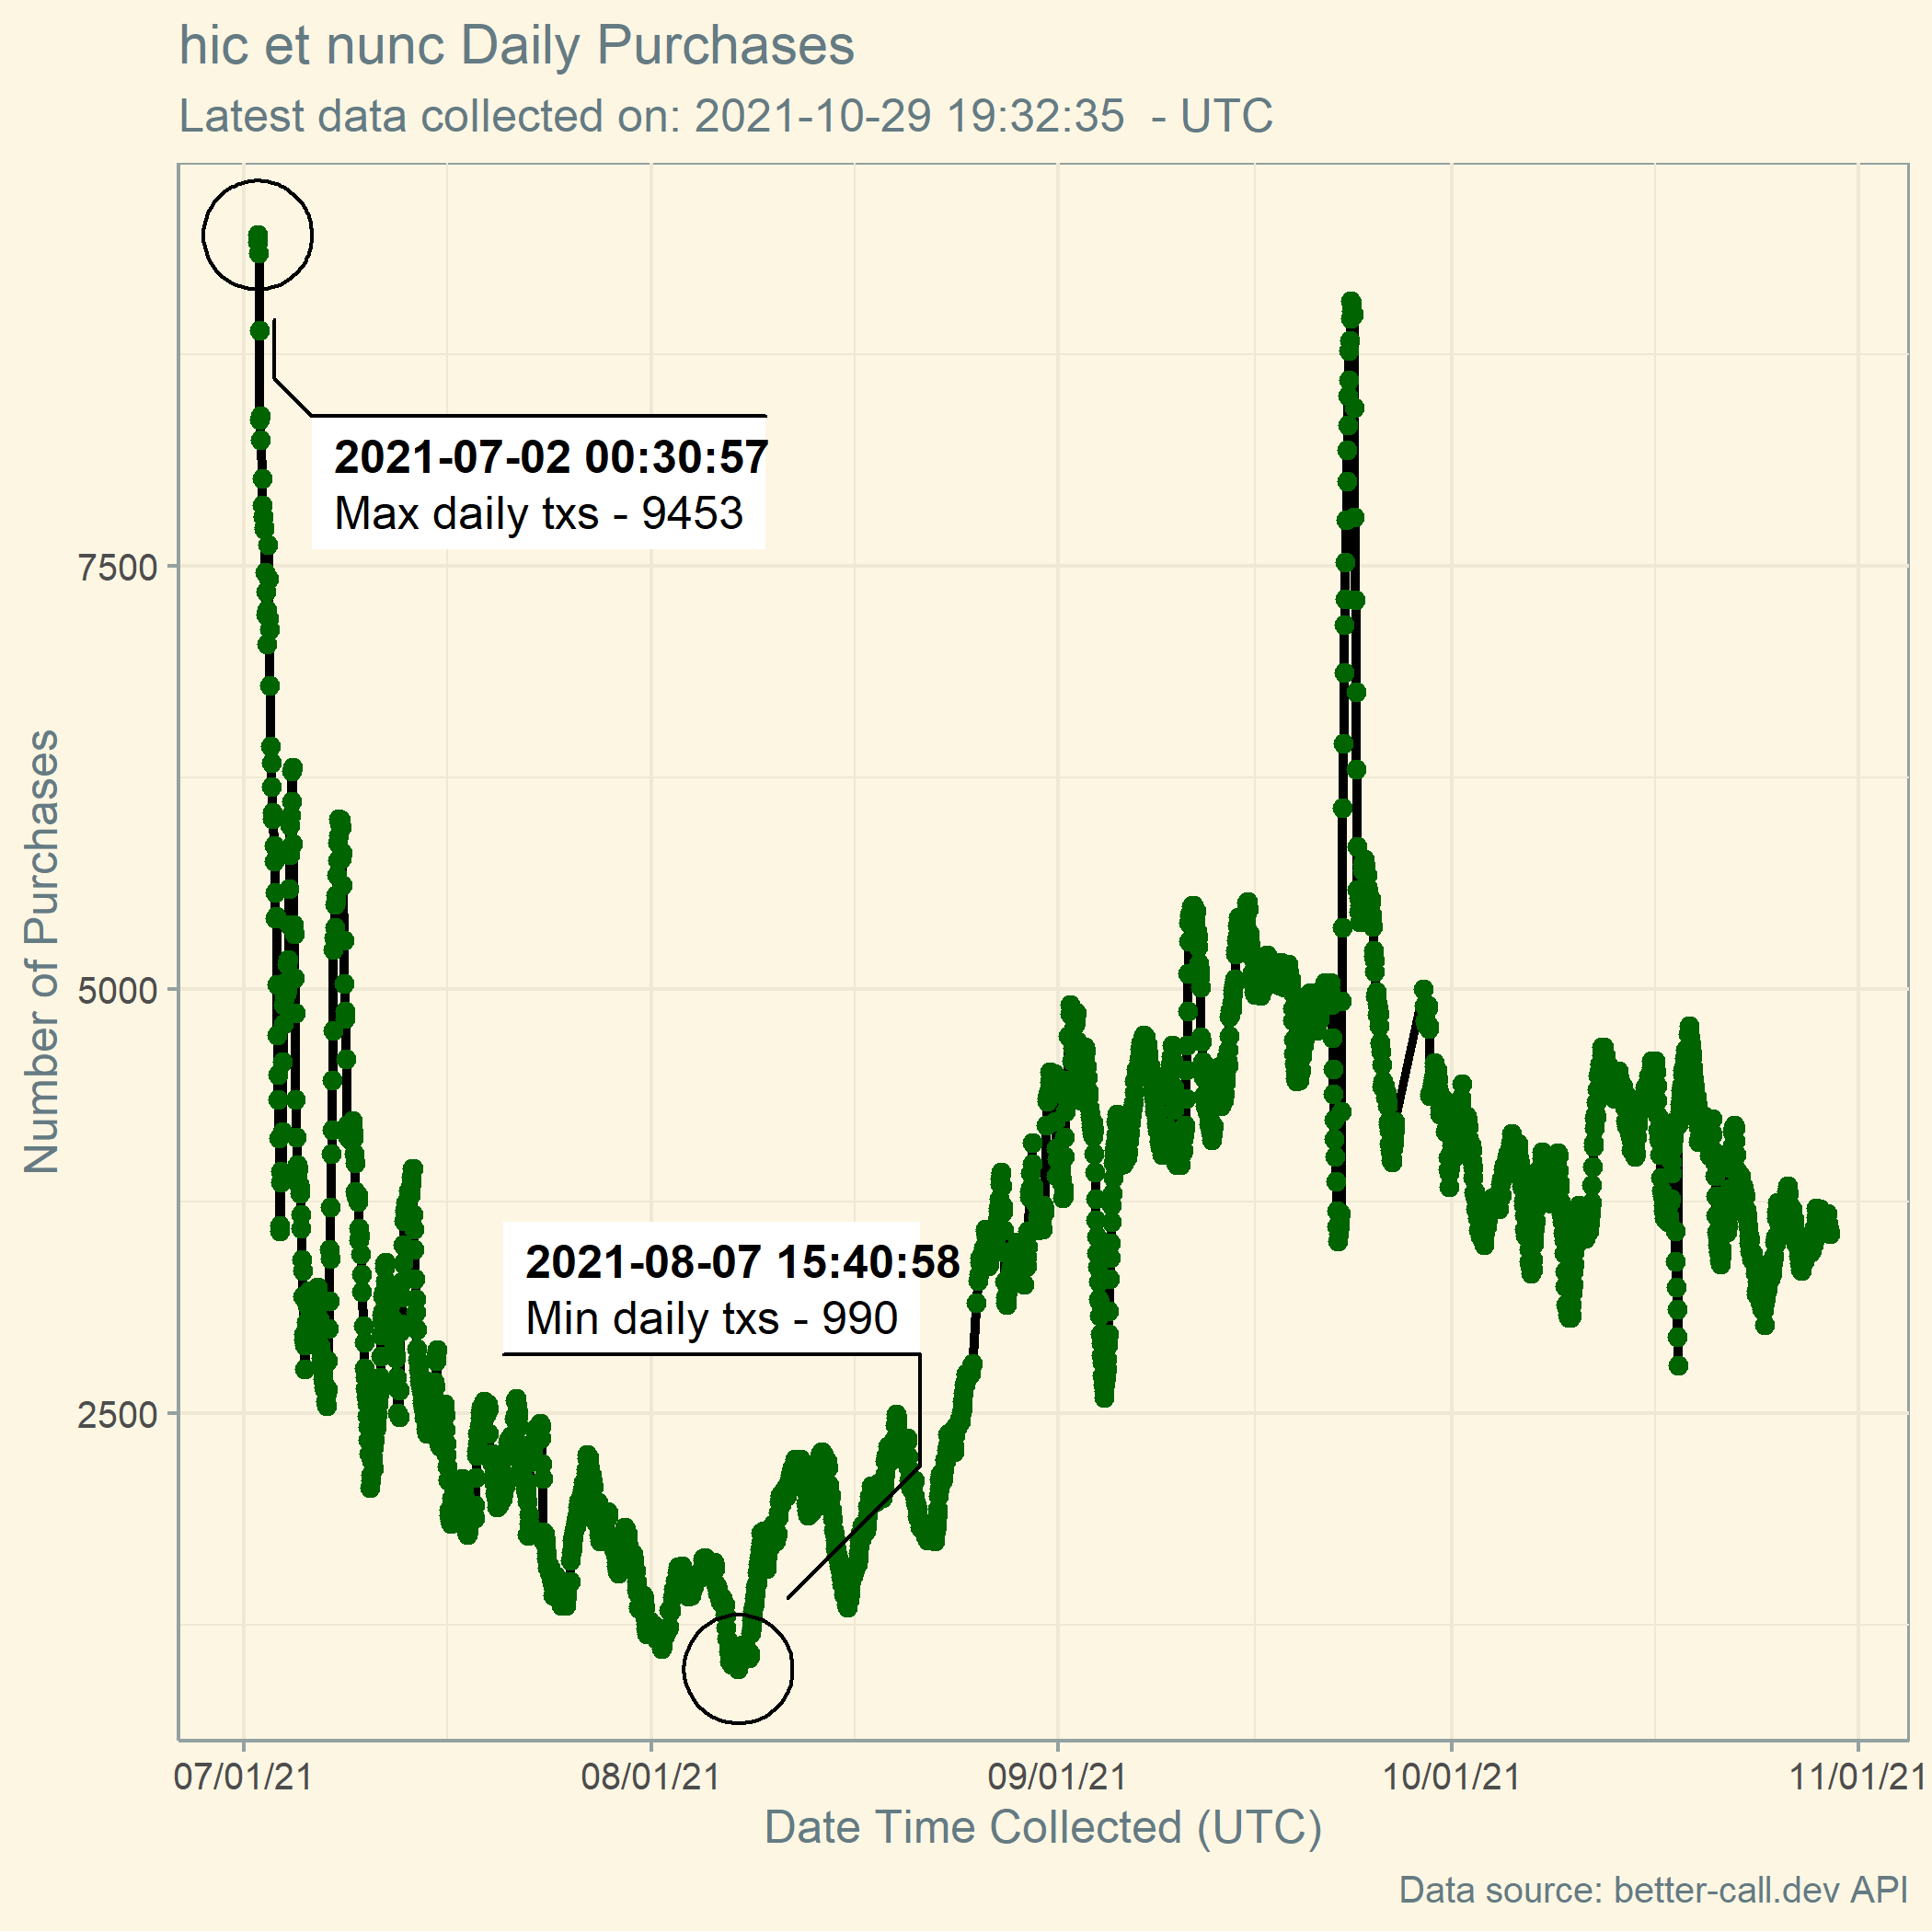 hic et nunc Daily Purchases
Latest data collected on: 2021-10-29 19:32:35  - UTC
2021-07-02 00:30:57
Max daily txs - 9453
7500
5000
2500
Number of Purchases
2021-08-07 15:40:58
Min daily txs - 990
07/01/21 08/01/21 09/01/21 10/01/21 11/01/21
Date Time Collected (UTC)
Data source: better-call.dev API